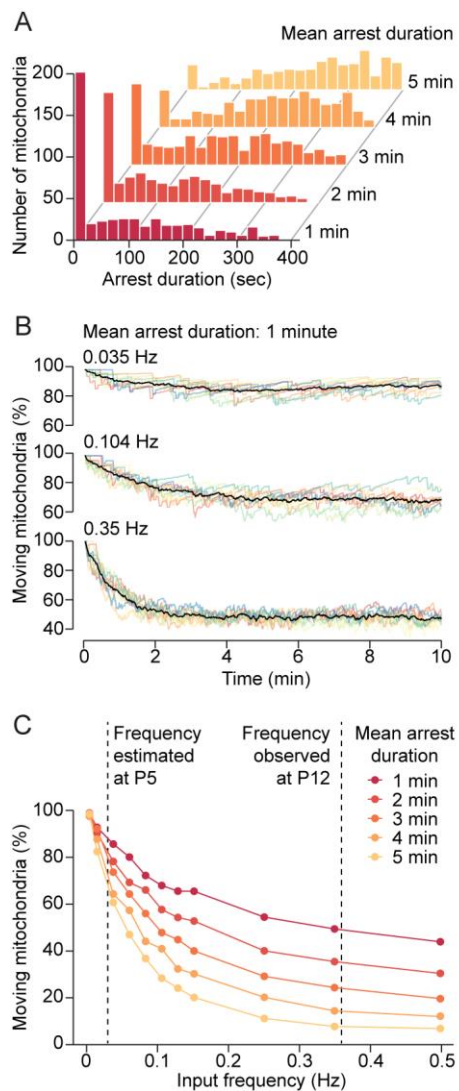 A
Mean arrest duration
Number of mitochondria
200
150
100
50
0
5 min
4 min
3 min
2 min
1 min
0 100 200 300 400
Arrest duration (sec)
B
Mean arrest duration: 1 minute
Moving mitochondria (%)
0.035 Hz
100
80
60
0.104 Hz
100
80
60
0.35 Hz
100
80
60
40
0 2 4 6 8 10
Time (min)
C
Frequency
estimated
at P5
Frequency
observed
at P12
Mean arrest
duration
1 min
2 min
3 min
4 min
5 min
Moving mitochondria (%)
100
80
60
40
20
0
0 0.1 0.2 0.3 0.4 0.5
Input frequency (Hz)